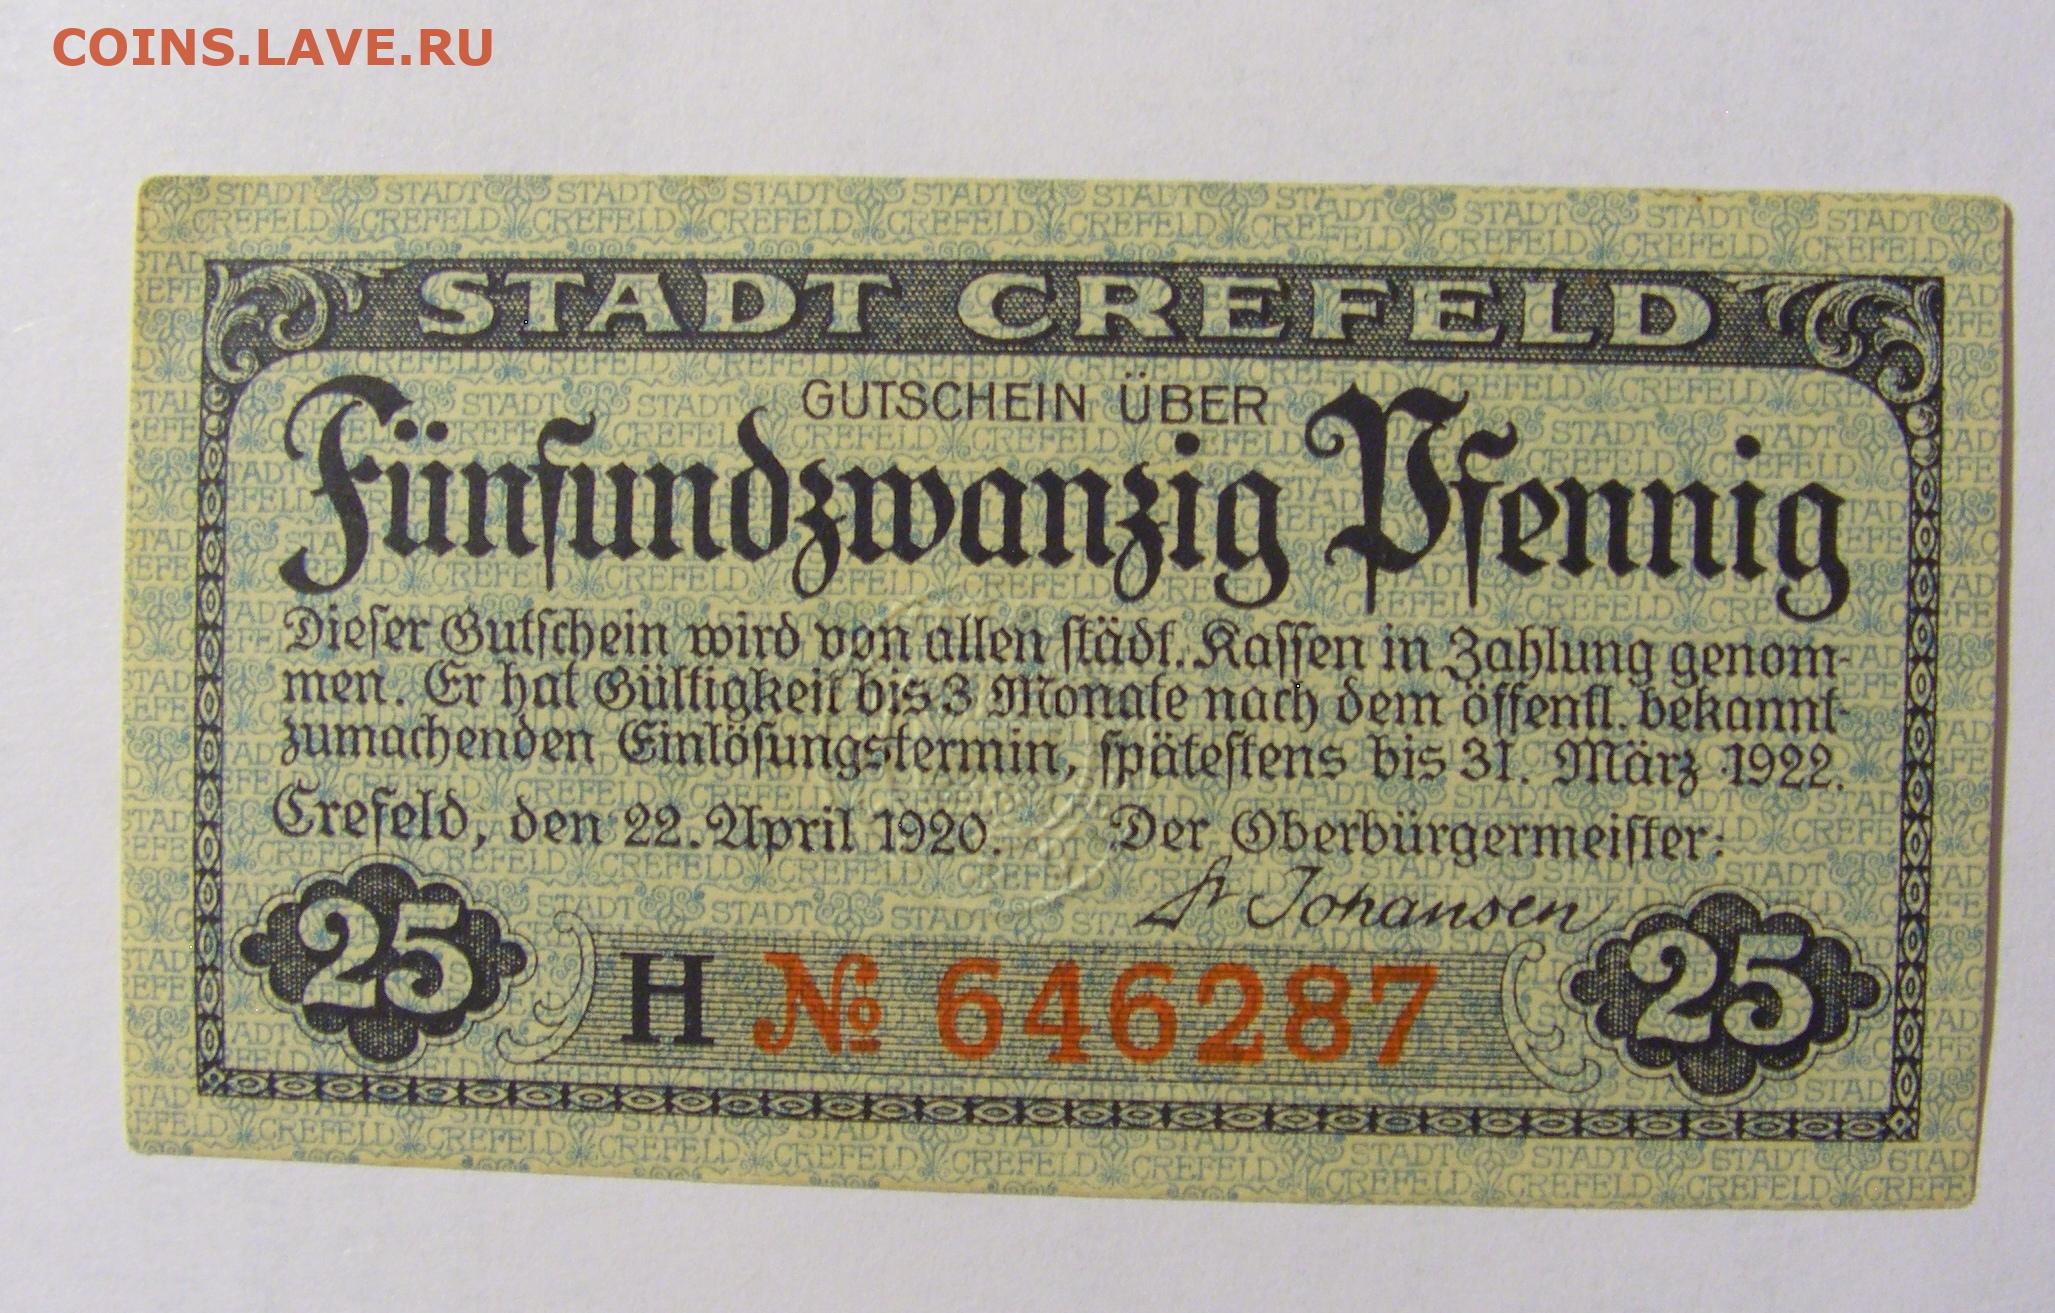 COINS.LAVE.RU
STADT CREFELD
GUTSCHEIN ÜBER
Fünfundzwanzig Pfennig
Dieser Gutschein wird von allen städt. Kassen in Zahlung genom-
men. Er hat Gültigkeit bis 3 Monate nach dem öffentl. bekannt-
zumachenden Einlösungstermin, spätestens bis 31. März 1922.
Crefeld, den 22. April 1920. Der Oberbürgermeister:
Dr Johansen
25 H № 646287 25